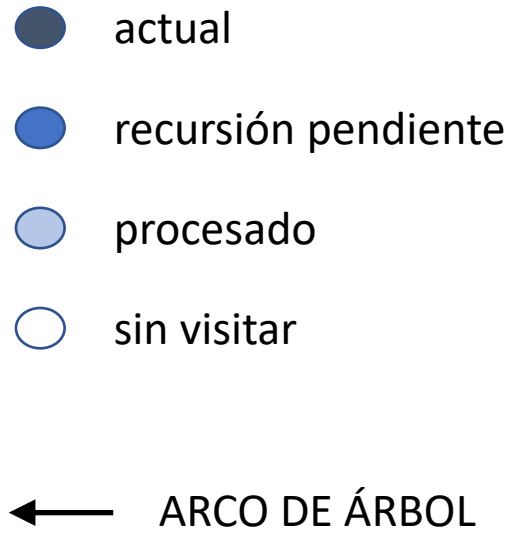 actual
recursión pendiente
procesado
sin visitar
ARCO DE ÁRBOL